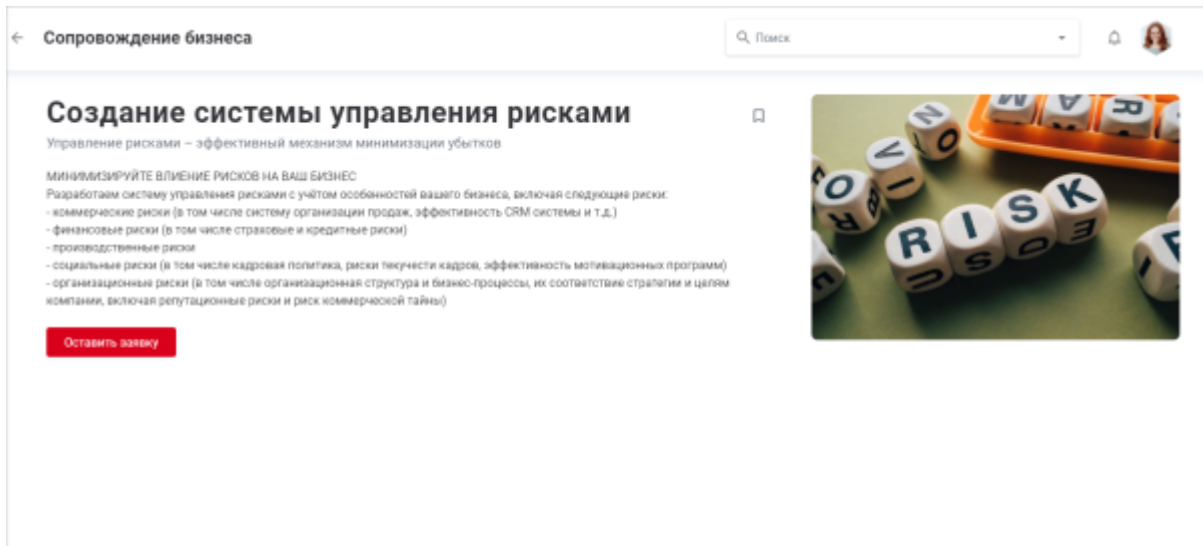 Сопровождение бизнеса
Поиск
Создание системы управления рисками
Управление рисками – эффективный механизм минимизации убытков
МИНИМИЗИРУЙТЕ ВЛИЕНИЕ РИСКОВ НА ВАШ БИЗНЕС
Разработаем систему управления рисками с учётом особенностей вашего бизнеса, включая следующие риски:
- коммерческие риски (в том числе систему организации продаж, эффективность CRM системы и т.д.)
- финансовые риски (в том числе страховые и кредитные риски)
- производственные риски
- социальные риски (в том числе кадровая политика, риски текучести кадров, эффективность мотивационных программ)
- организационные риски (в том числе организационная структура и бизнес-процессы, их соответствие стратегии и целям
компании, включая репутационные риски и риск коммерческой тайны)
Оставить заявку
RISK